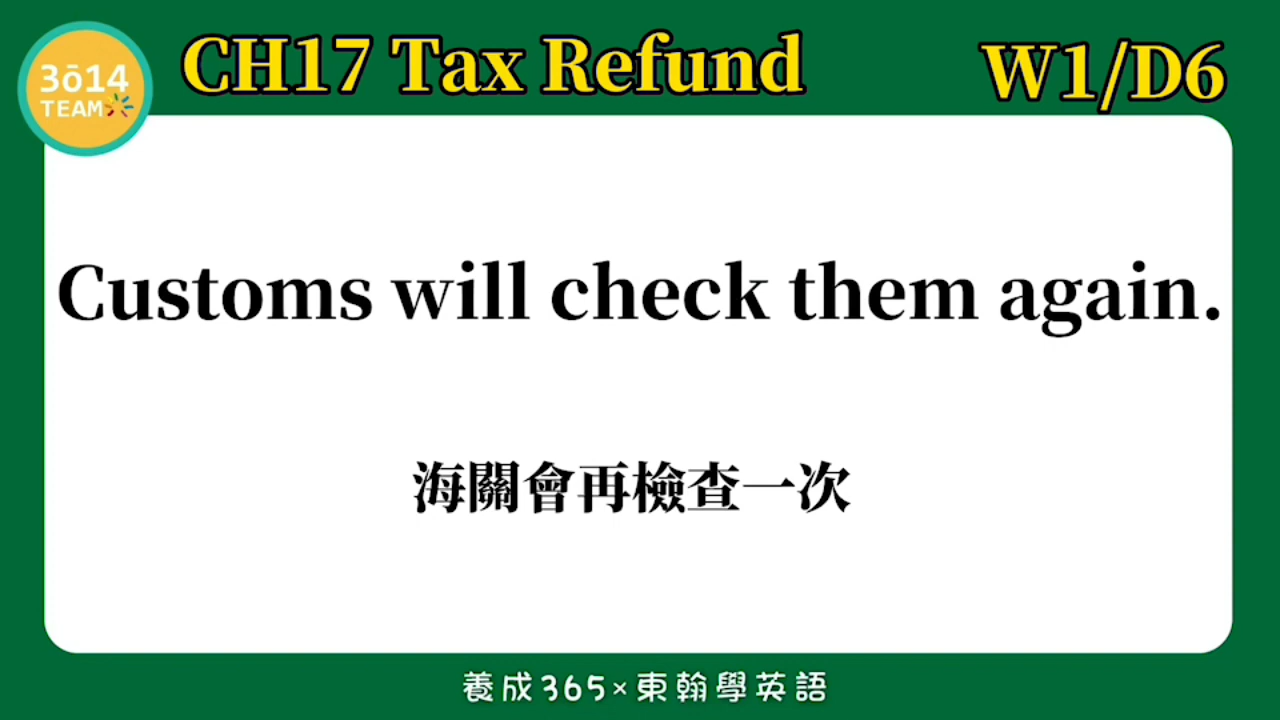 3ō14
TEAM
CH17 Tax Refund
W1/D6
Customs will check them again.
海關會再檢查一次
養成365×東翰學英語